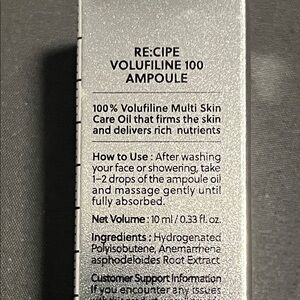 RE:CIPE
VOLUFILINE 100
AMPOULE
100% Volufiline Multi Skin
Care Oil that firms the skin
and delivers rich nutrients
How to Use : After washing
your face or showering, take
1–2 drops of the ampoule oil
and massage gently until
fully absorbed.
Net Volume : 10 ml / 0.33 fl. oz.
Ingredients : Hydrogenated
Polyisobutene, Anemarrhena
asphodeloides Root Extract
Customer Support Information
If you encounter any issues